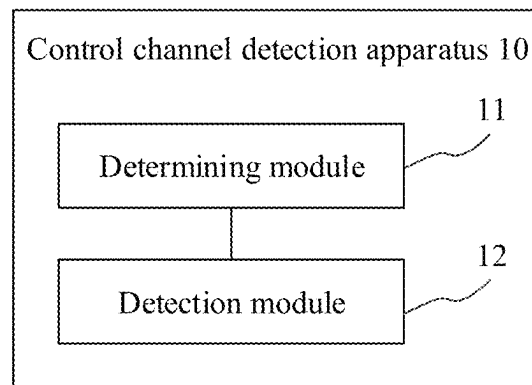 Control channel detection apparatus 10
11
Determining module
12
Detection module